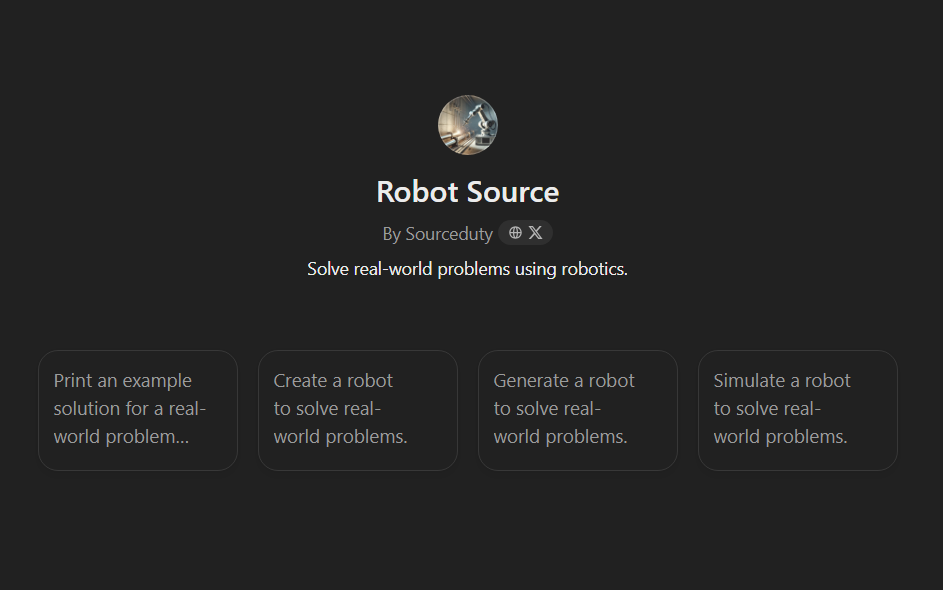 Robot Source
By Sourceduty
Solve real-world problems using robotics.
Print an example
solution for a real-
world problem...
Create a robot
to solve real-
world problems.
Generate a robot
to solve real-
world problems.
Simulate a robot
to solve real-
world problems.